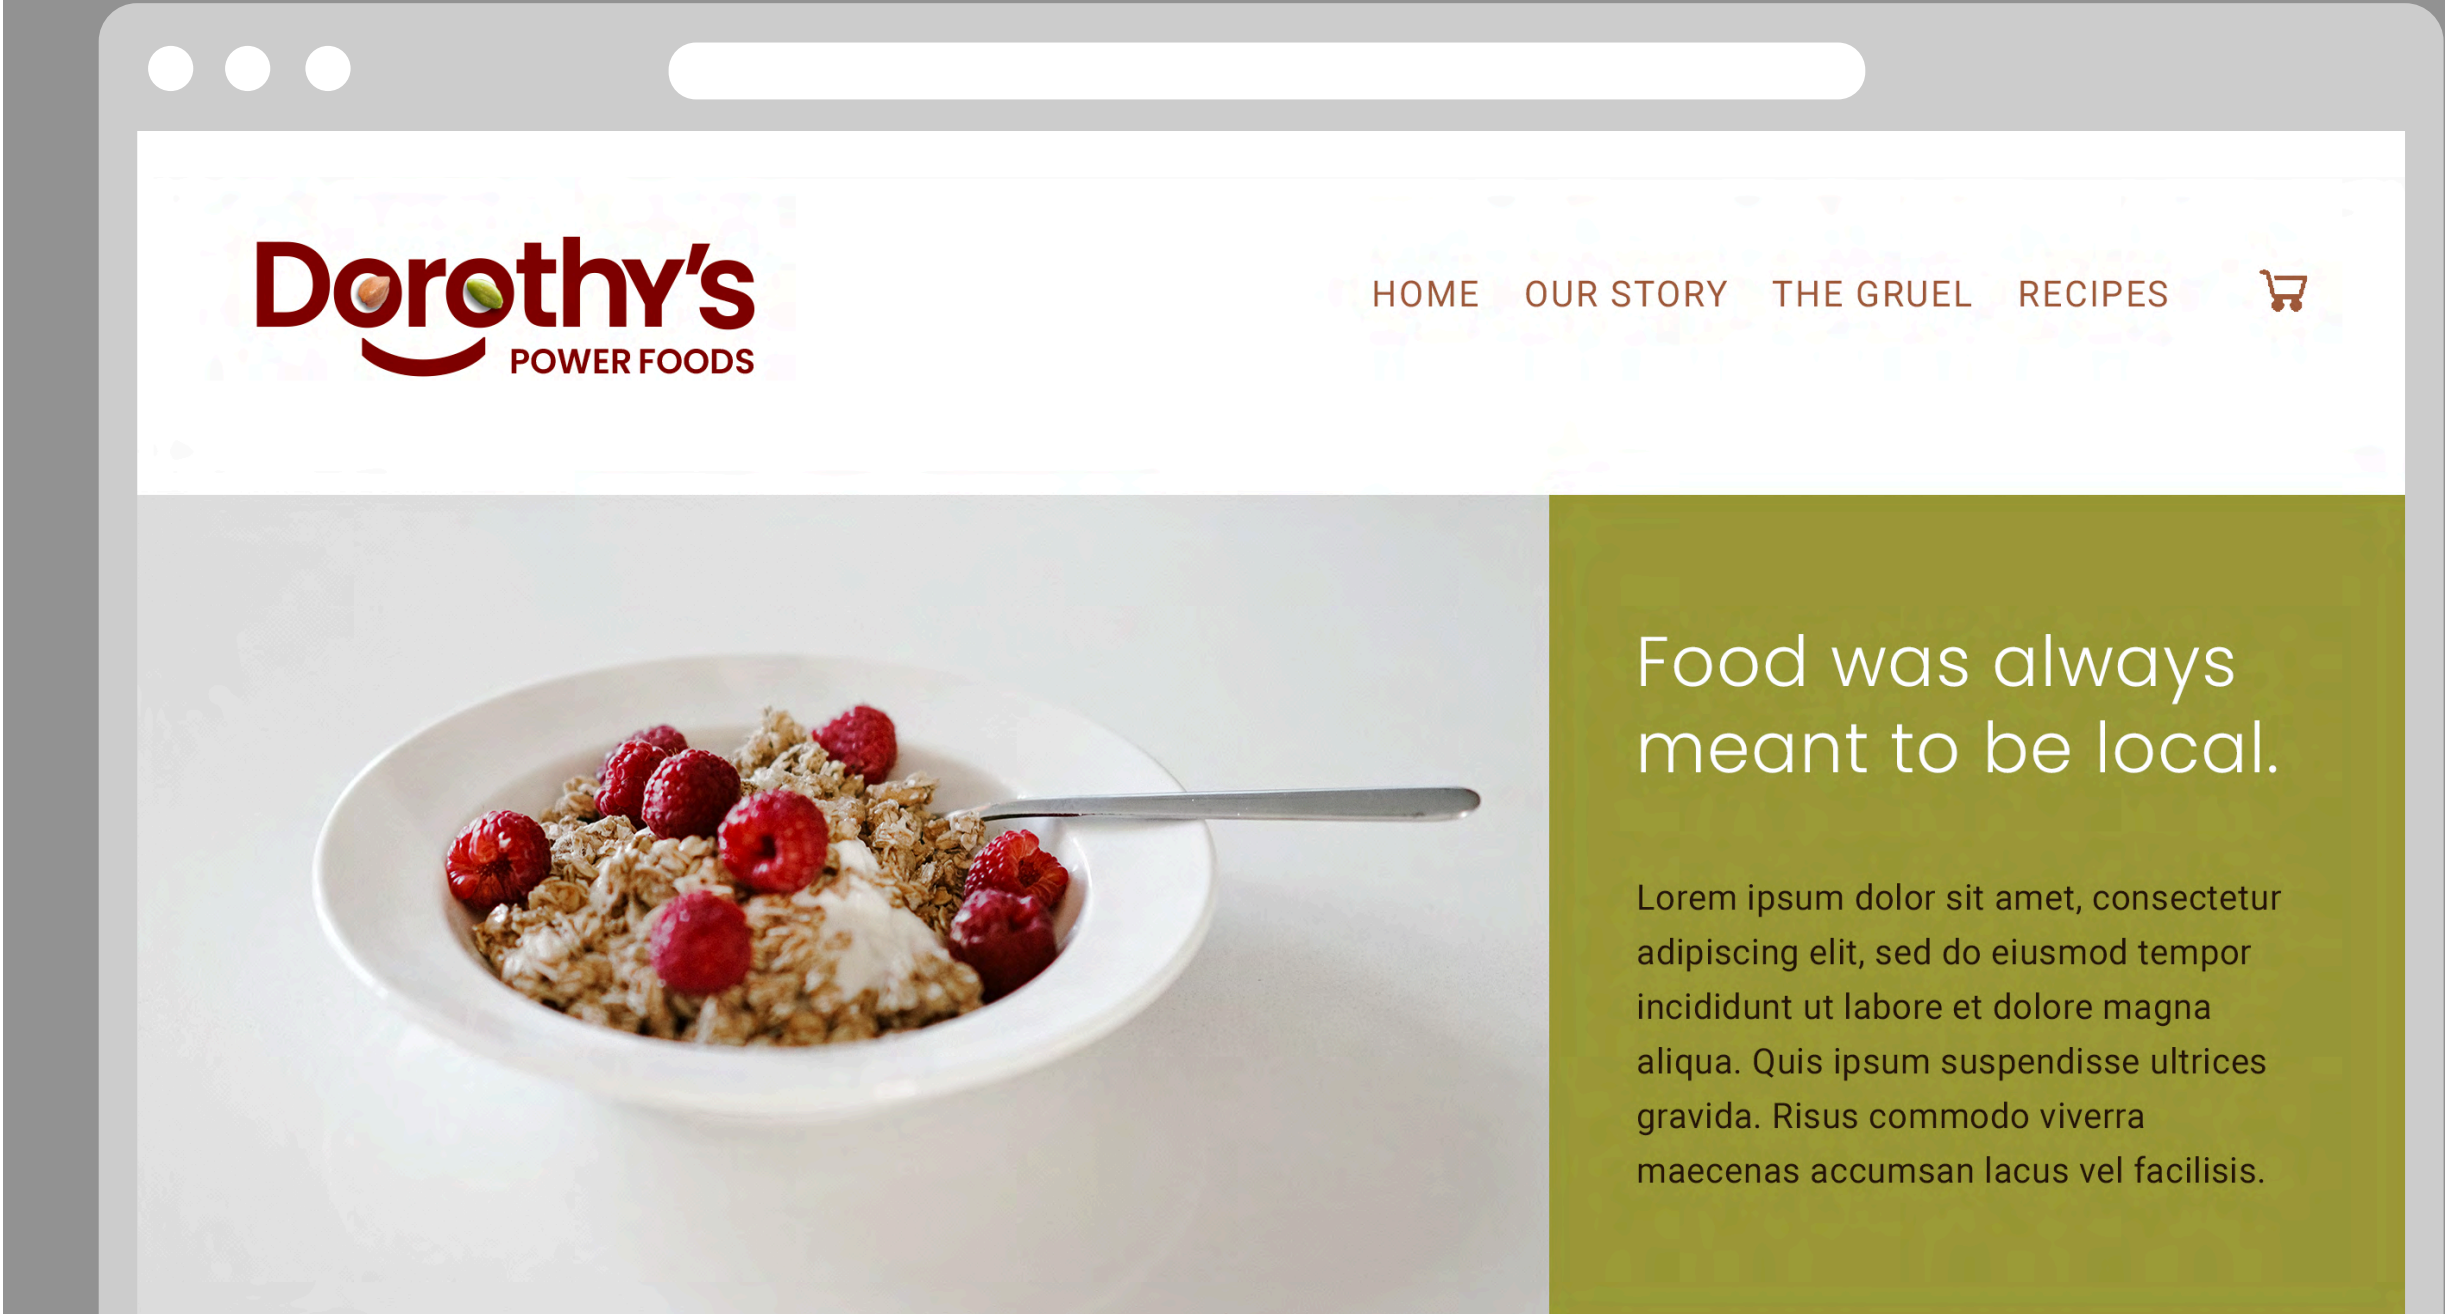 Dorothy's
POWER FOODS
HOME OUR STORY THE GRUEL RECIPES
Food was always
meant to be local.
Lorem ipsum dolor sit amet, consectetur
adipiscing elit, sed do eiusmod tempor
incididunt ut labore et dolore magna
aliqua. Quis ipsum suspendisse ultrices
gravida. Risus commodo viverra
maecenas accumsan lacus vel facilisis.